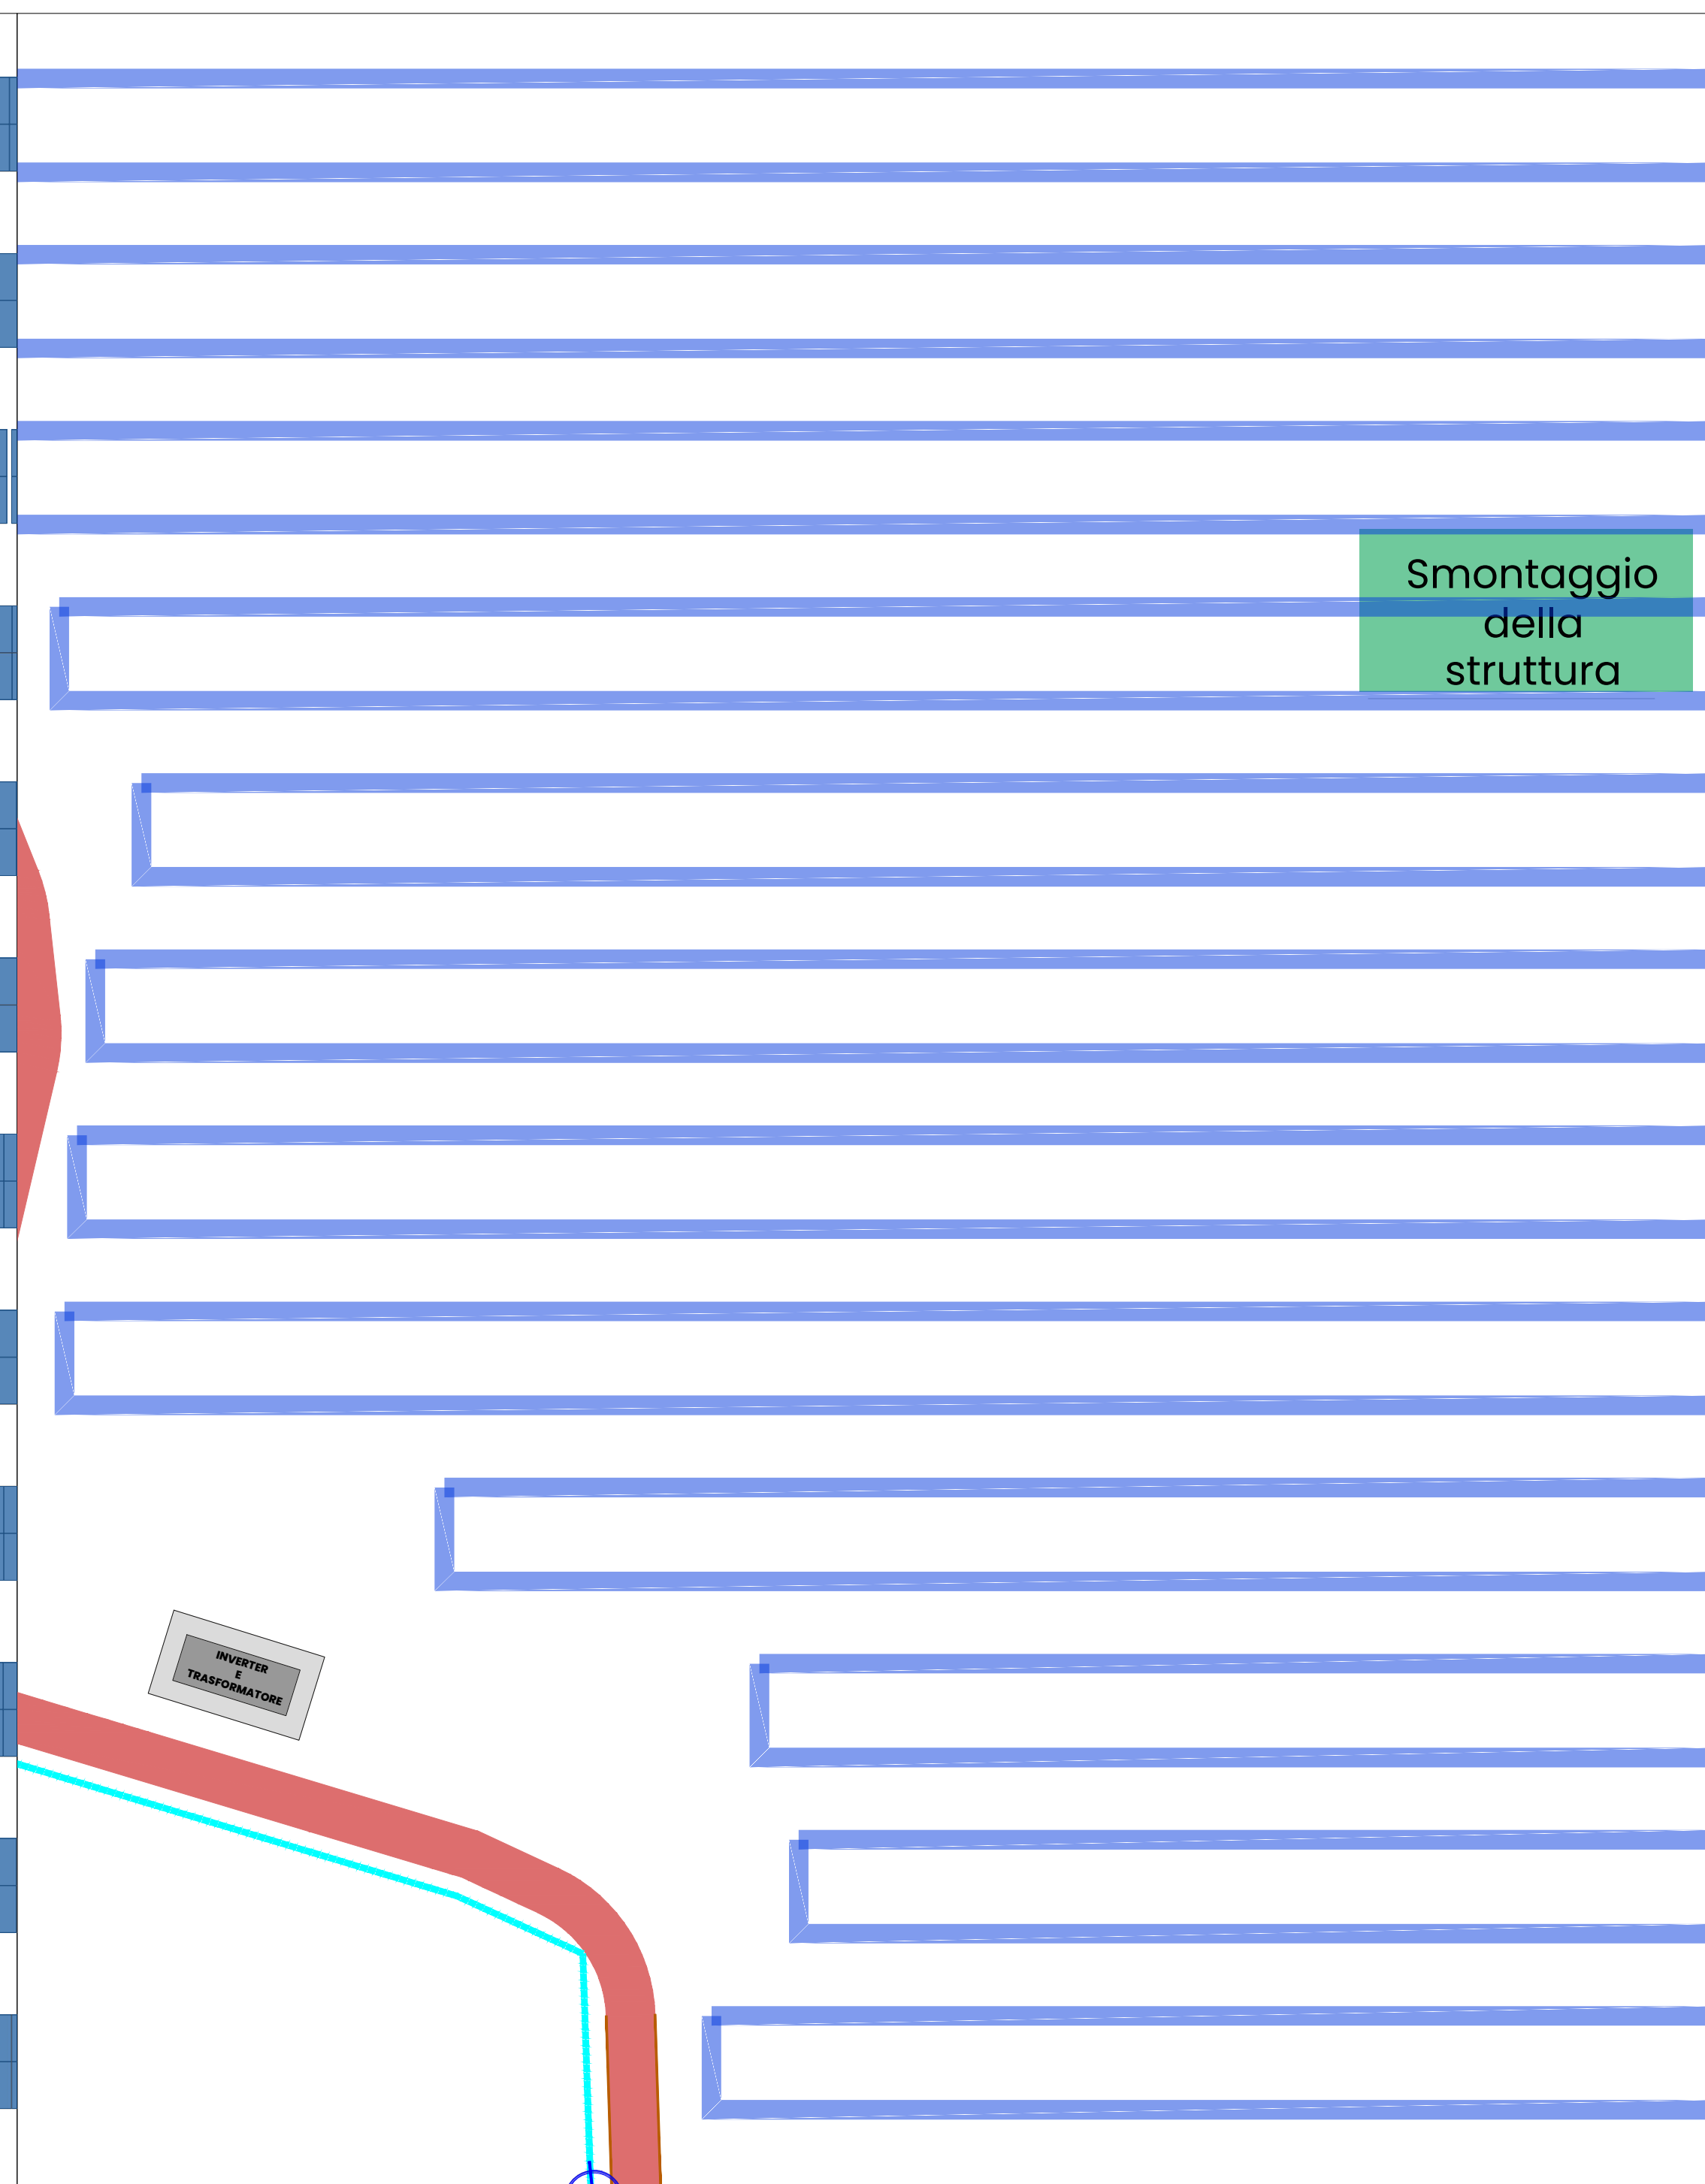 Smontaggio
della
struttura
INVERTER
E
TRASFORMATORE